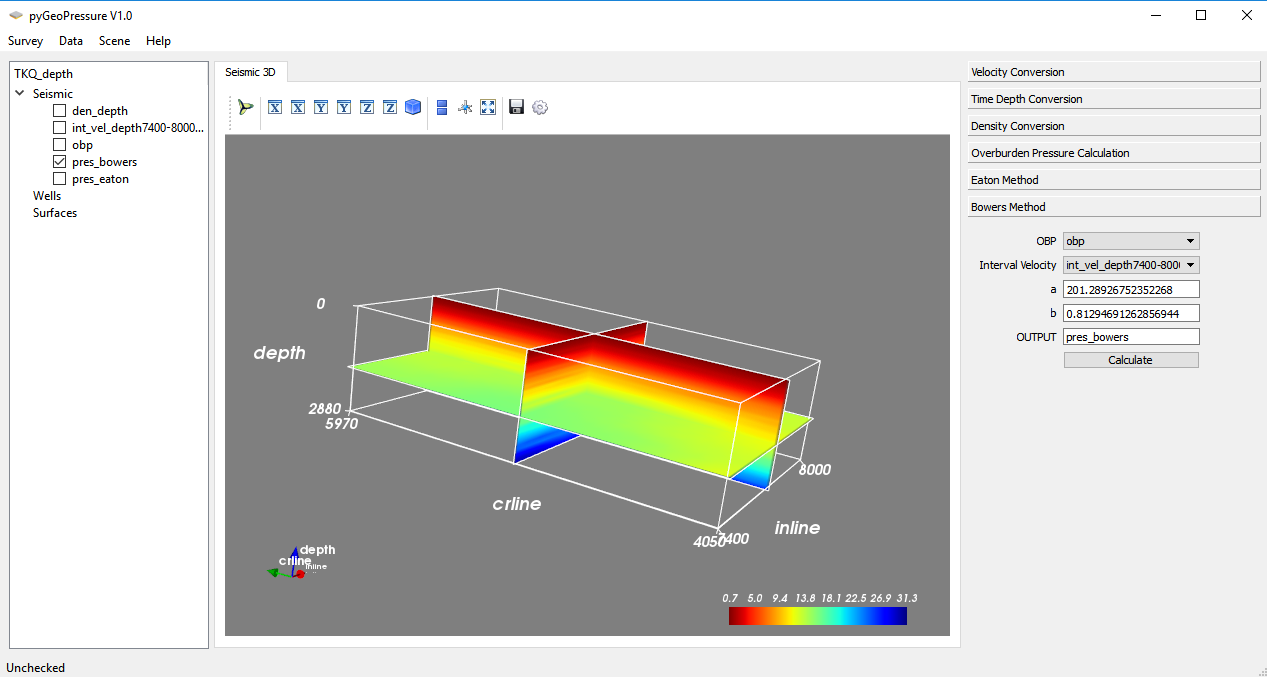 pyGeoPressure V1.0
Survey Data Scene Help
TKQ_depth
Seismic
den_depth
int_vel_depth7400-8000...
obp
pres_bowers
pres_eaton
Wells
Surfaces
Seismic 3D
X X Y Y Z Z
0
depth
2880
5970
crline
4050
7400
inline
8000
depth
crline
inline
0.7 5.0 9.4 13.8 18.1 22.5 26.9 31.3
Velocity Conversion
Time Depth Conversion
Density Conversion
Overburden Pressure Calculation
Eaton Method
Bowers Method
OBP obp
Interval Velocity int_vel_depth7400-800
a 201.28926752352268
b 0.81294691262856944
OUTPUT pres_bowers
Calculate
Unchecked